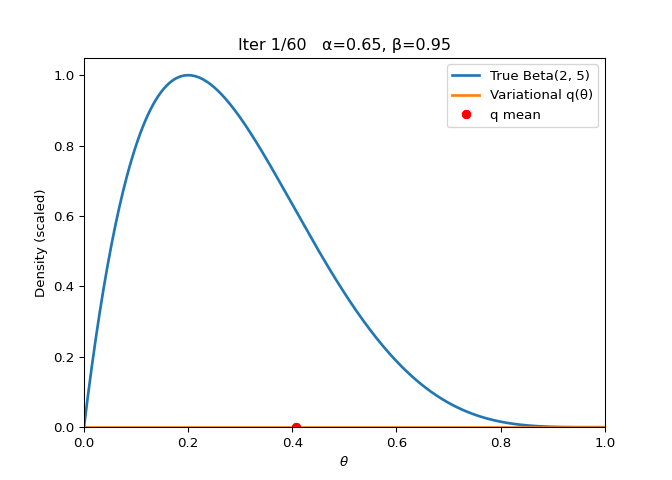 Iter 1/60   α=0.65, β=0.95
True Beta(2, 5)
Variational q(θ)
q mean
Density (scaled)
1.0
0.8
0.6
0.4
0.2
0.0
0.0 0.2 0.4 0.6 0.8 1.0
θ